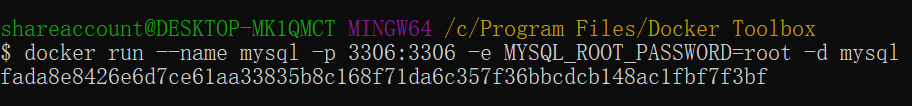 shareaccount@DESKTOP-MK1QMCT MINGW64 /c/Program Files/Docker Toolbox
$ docker run --name mysql -p 3306:3306 -e MYSQL_ROOT_PASSWORD=root -d mysql
fada8e8426e6d7ce61aa33835b8c168f71da6c357f36bbcdcb148ac1fbf7f3bf